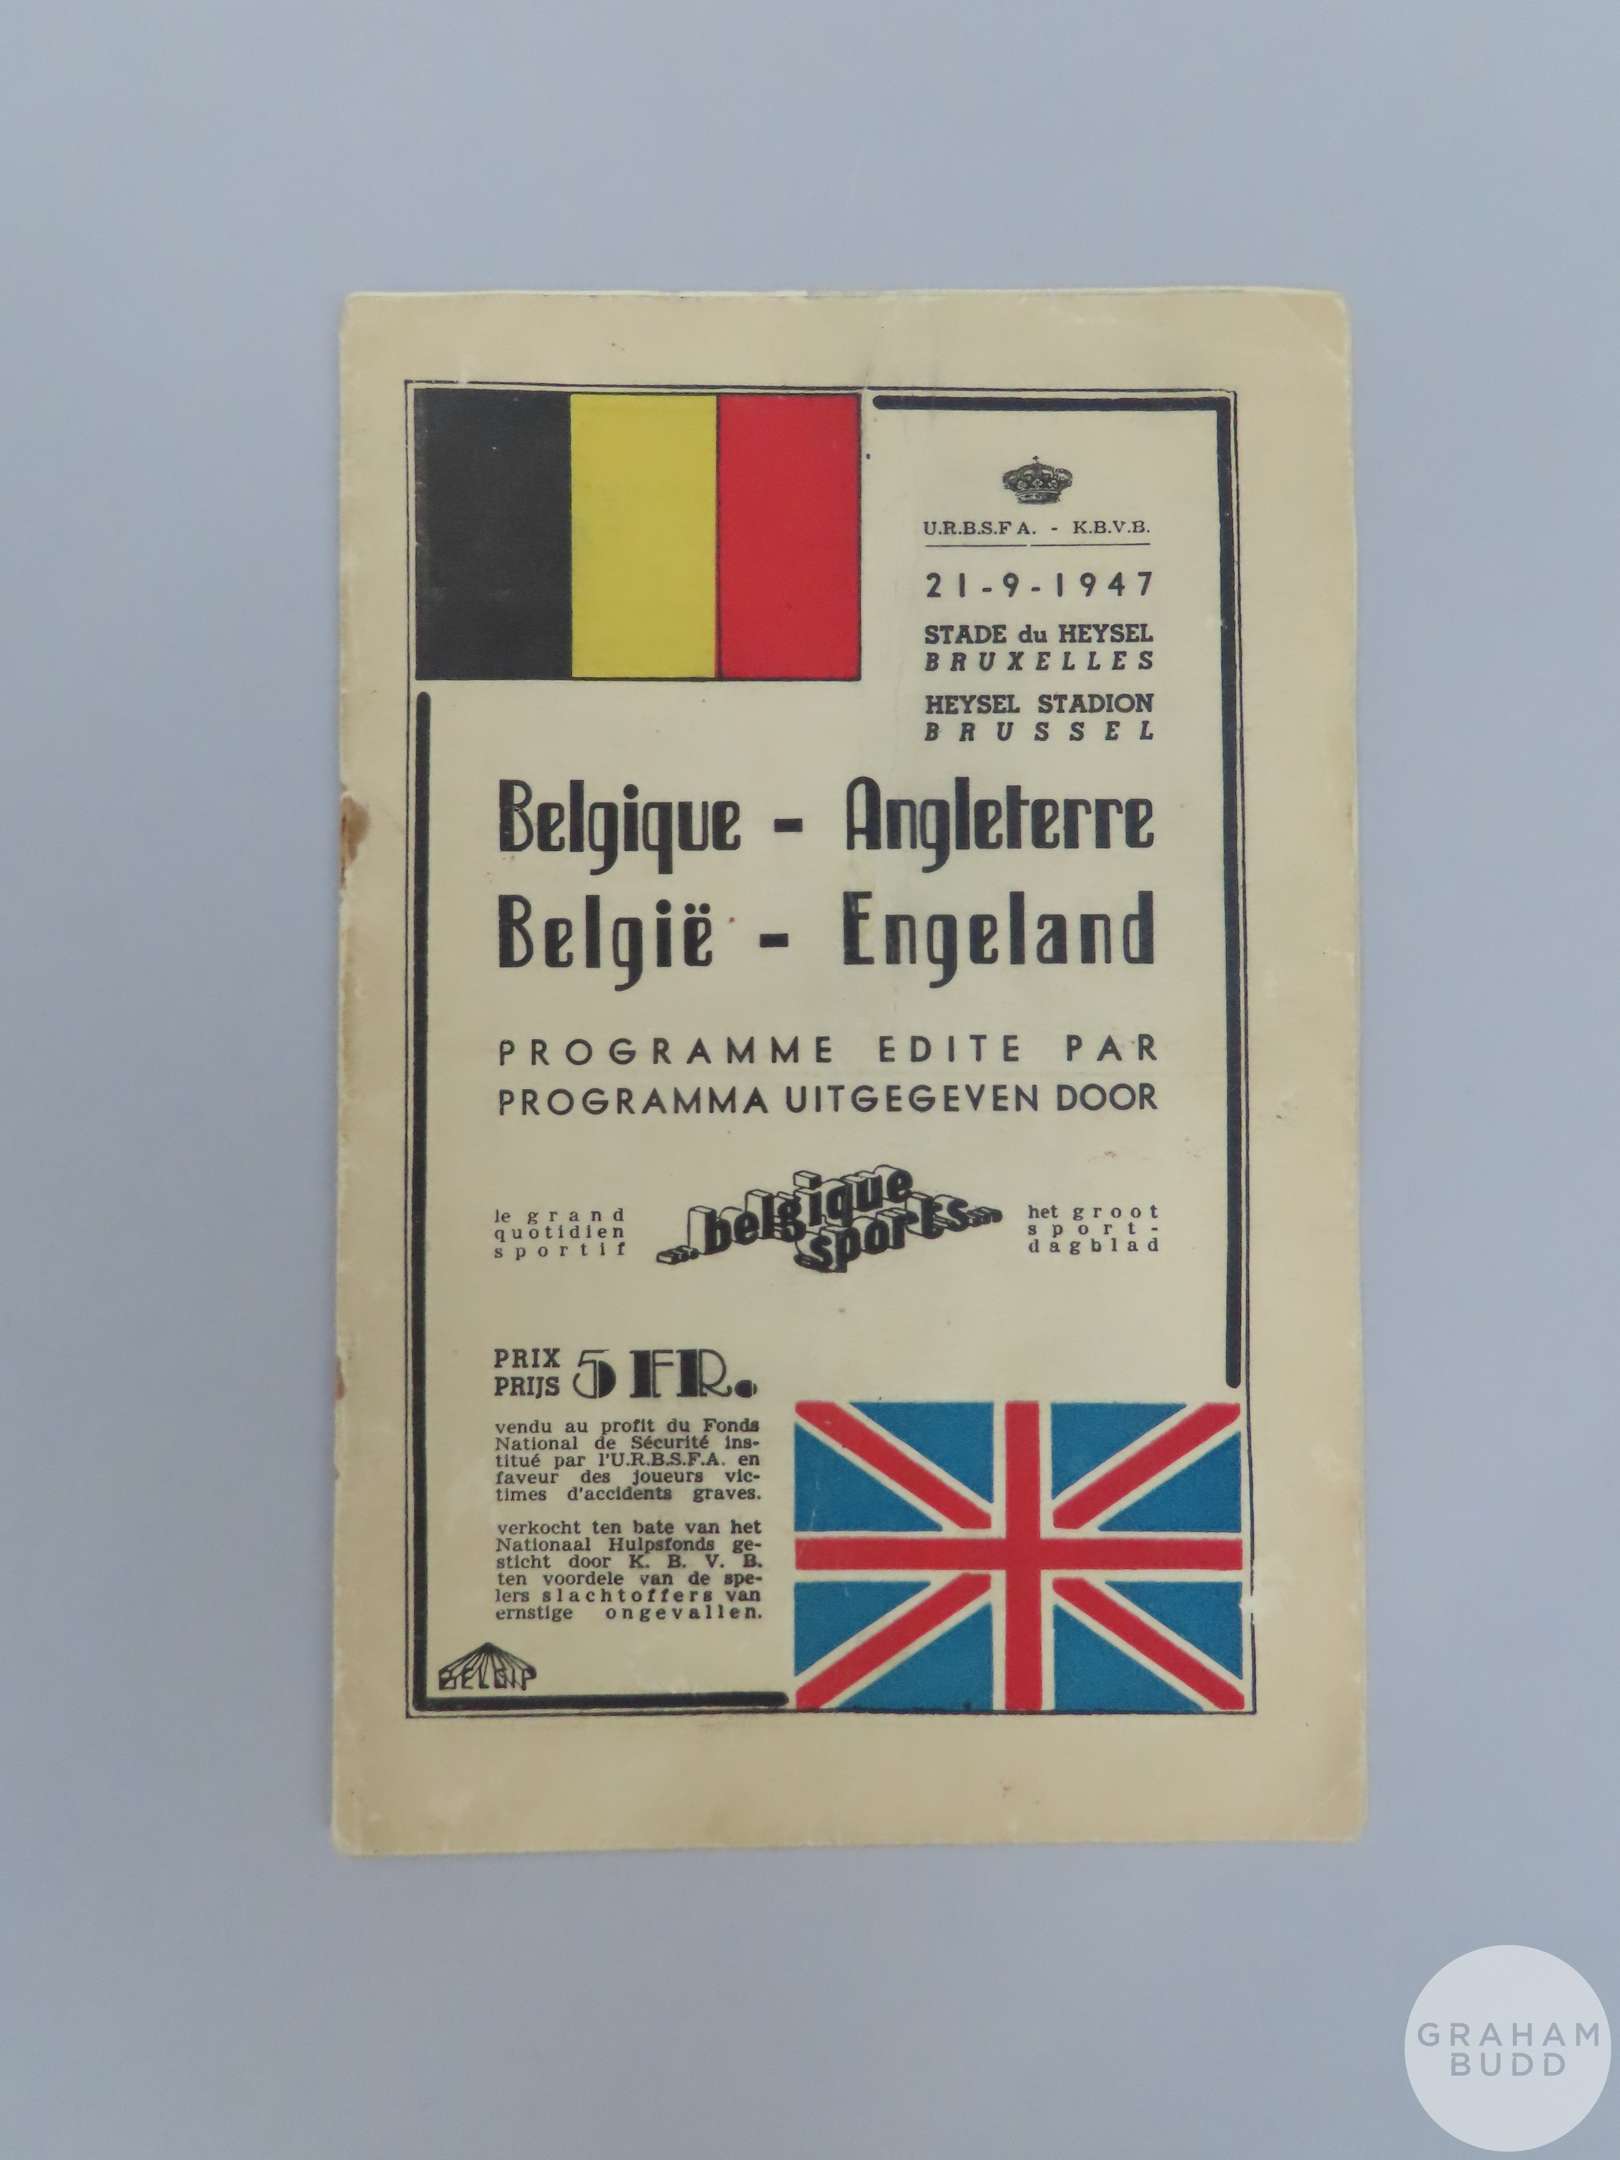 U.R.B.S.F A. - K.B.V.B.
21-9-1947
STADE du HEYSEL
BRUXELLES
HEYSEL STADION
BRUSSEL
Belgique - Angleterre
België - Engeland
PROGRAMME EDITE PAR
PROGRAMMA UITGEGEVEN DOOR
le grand
quotidien
sportif
...belgique
sports...
het groot
sport-
dagblad
PRIX
PRIJS
5 FR.
vendu au profit du Fonds
National de Sécurité ins-
titué par l'U.R.B.S.F.A. en
faveur des joueurs vic-
times d'accidents graves.
verkocht ten bate van het
Nationaal Hulpsfonds ge-
sticht door K. B. V. B.
ten voordele van de spe-
lers slachtoffers van
ernstige ongevallen.
BELGIP
GRAHAM
BUDD